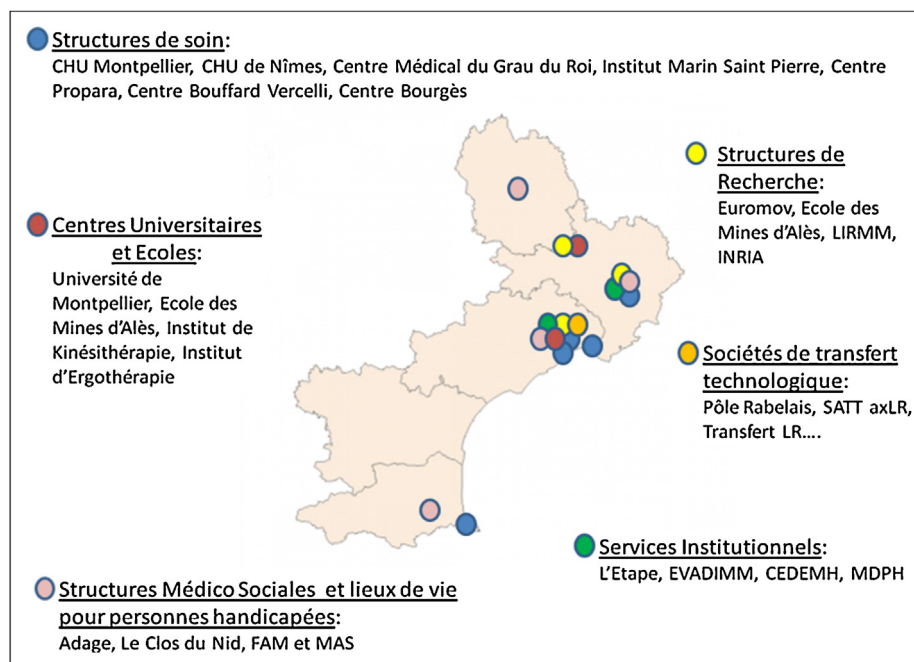 Structures de soin:
CHU Montpellier, CHU de Nîmes, Centre Médical du Grau du Roi, Institut Marin Saint Pierre, Centre
Propara, Centre Bouffard Vercelli, Centre Bourgès
Structures de
Recherche:
Euromov, Ecole des
Mines d'Alès, LIRMM,
INRIA
Centres Universitaires
et Ecoles:
Université de
Montpellier, Ecole des
Mines d'Alès, Institut de
Kinésithérapie, Institut
d'Ergothérapie
Sociétés de transfert
technologique:
Pôle Rabelais, SATT axLR,
Transfert LR....
Services Institutionnels:
L'Etape, EVADIMM, CEDEMH, MDPH
Structures Médico Sociales et lieux de vie
pour personnes handicapées:
Adage, Le Clos du Nid, FAM et MAS